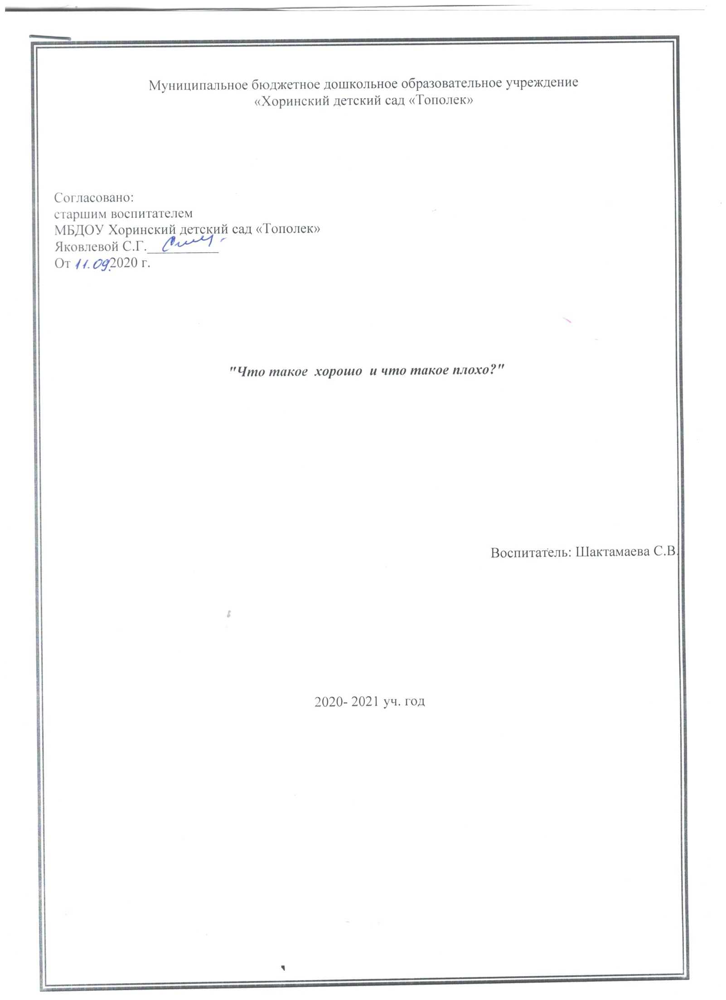 Муниципальное бюджетное дошкольное образовательное учреждение
«Хоринский детский сад «Тополек»
Согласовано:
старшим воспитателем
МБДОУ Хоринский детский сад «Тополек»
Яковлевой С.Г.___________
От 11.09.2020 г.
"Что такое хорошо и что такое плохо?"
Воспитатель: Шактамаева С.В.
2020- 2021 уч. год